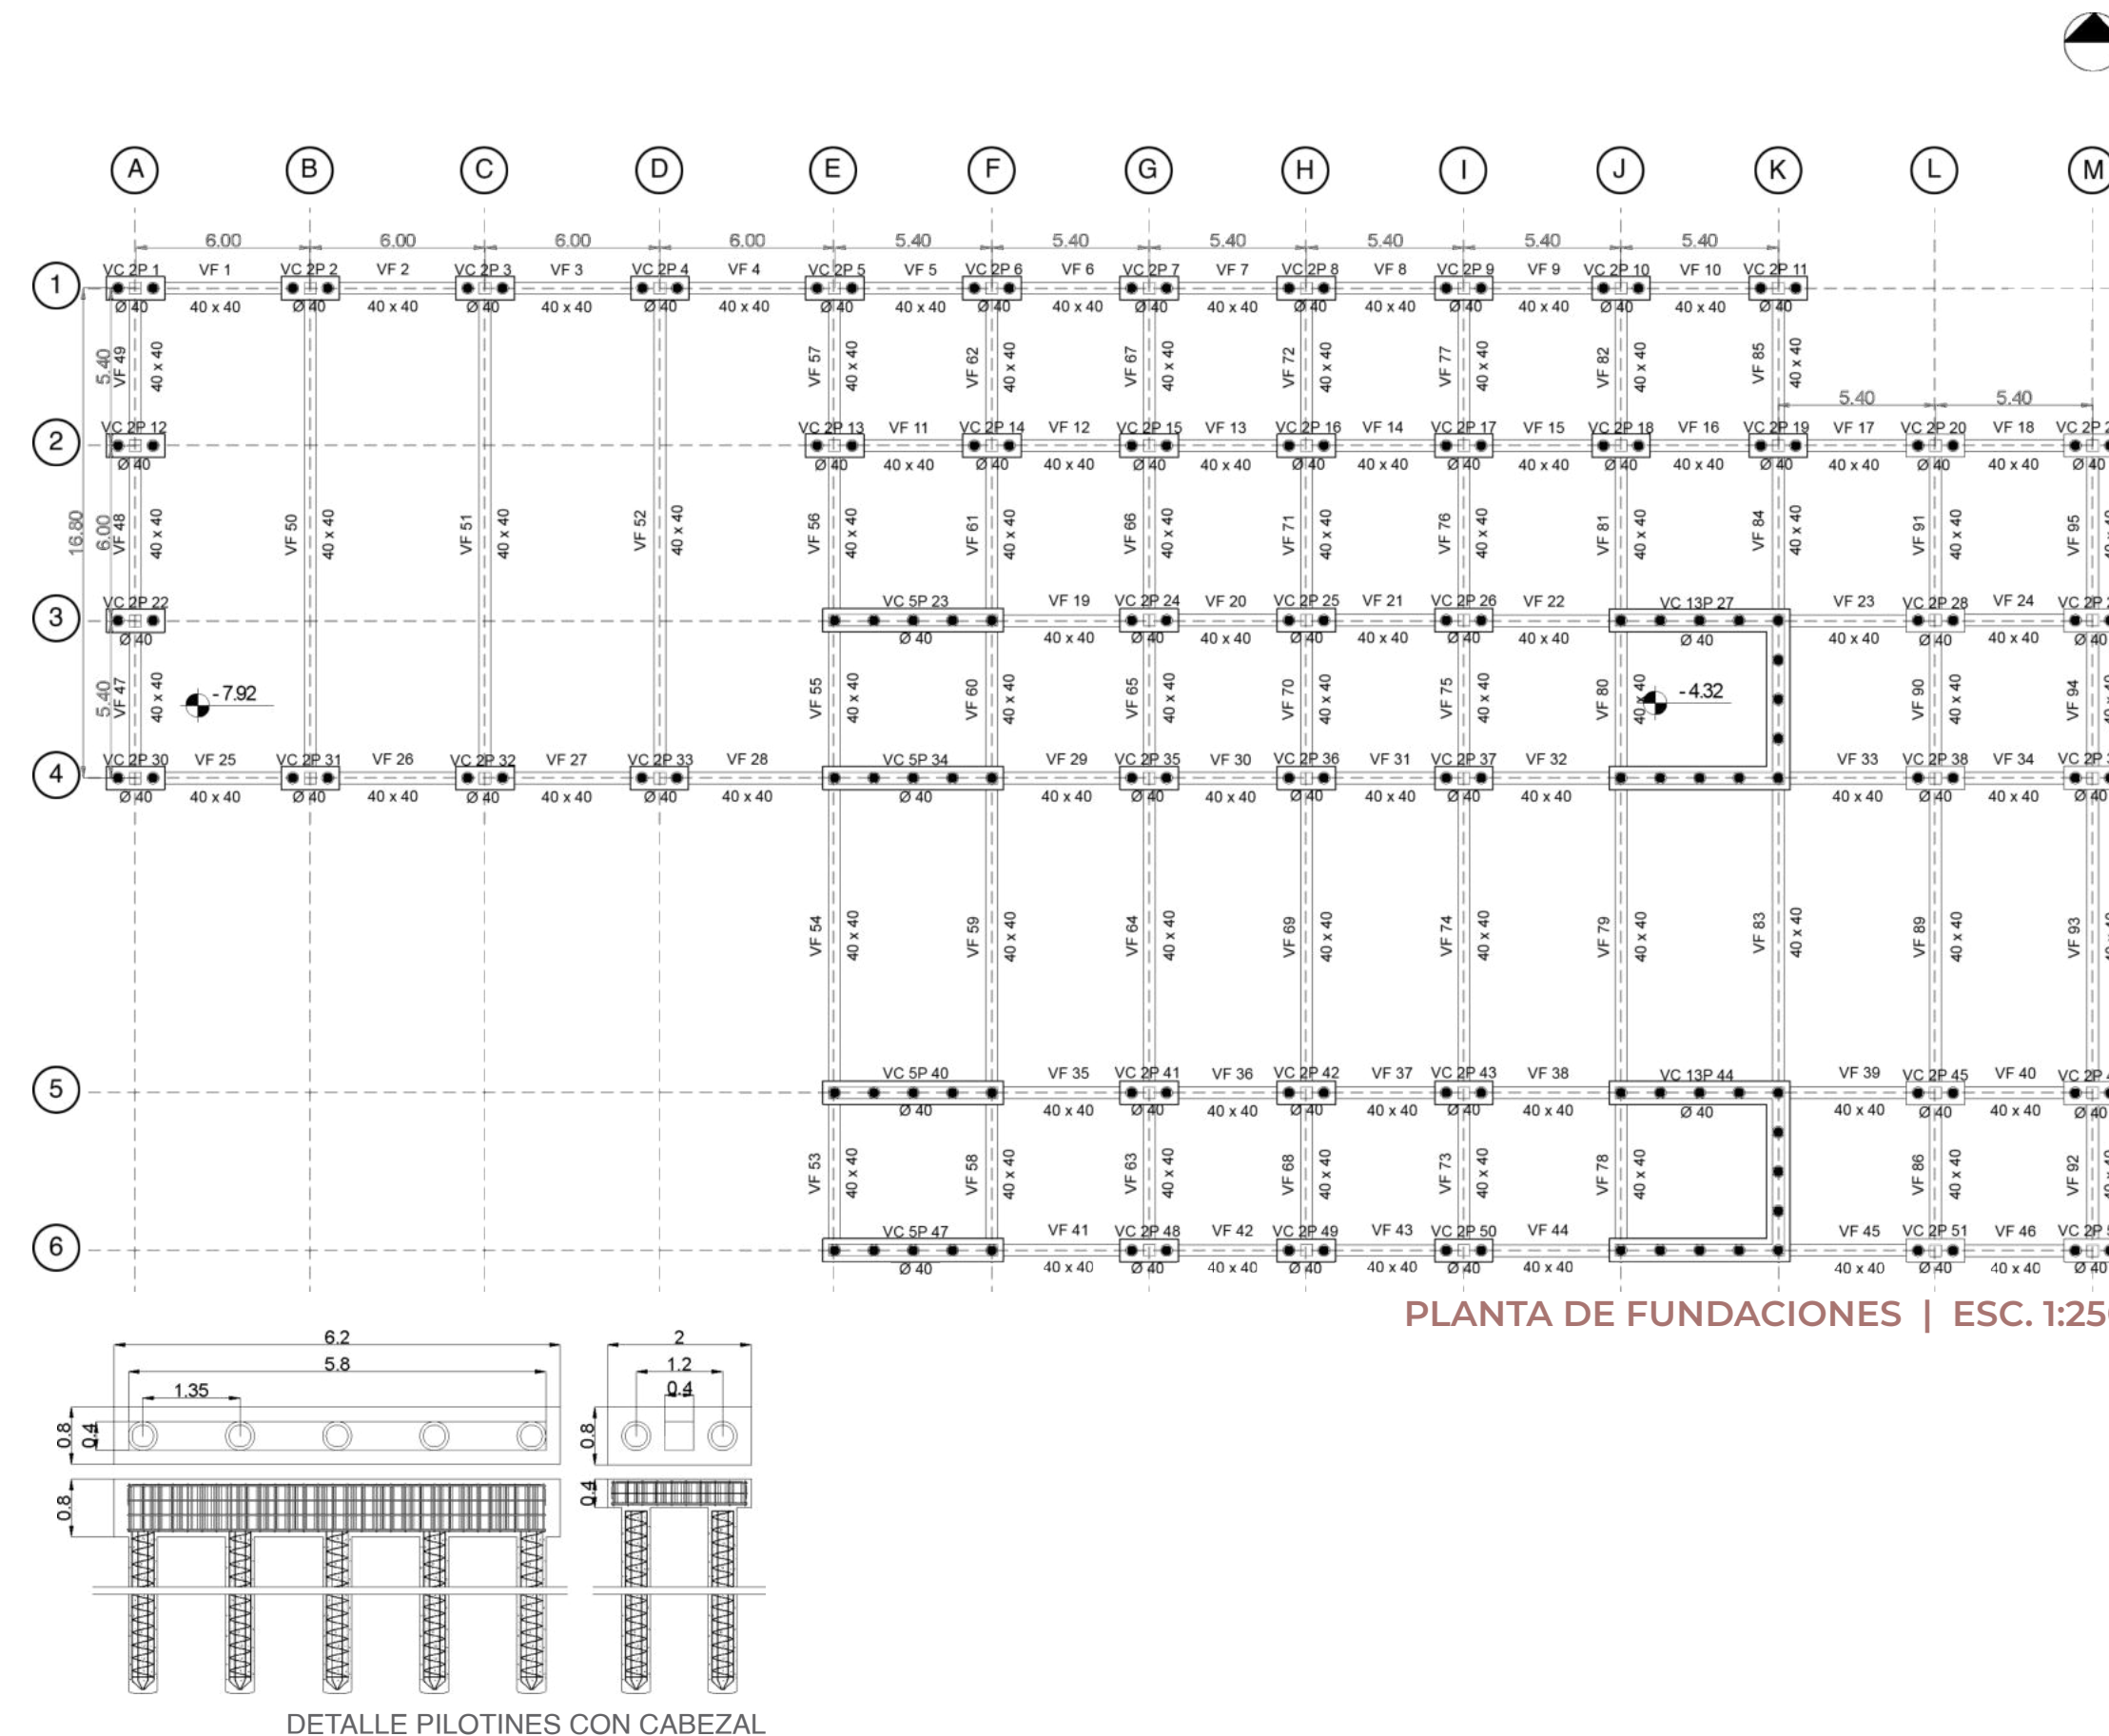 A B C D E F G H I J K L M
6.00 6.00 6.00 6.00 5.40 5.40 5.40 5.40 5.40 5.40
1 VC 2P 1 VF 1 VC 2P 2 VF 2 VC 2P 3 VF 3 VC 2P 4 VF 4 VC 2P 5 VF 5 VC 2P 6 VF 6 VC 2P 7 VF 7 VC 2P 8 VF 8 VC 2P 9 VF 9 VC 2P 10 VF 10 VC 2P 11
Ø 40 40 x 40 Ø 40 40 x 40 Ø 40 40 x 40 Ø 40 40 x 40 Ø 40 40 x 40 Ø 40 40 x 40 Ø 40 40 x 40 Ø 40 40 x 40 Ø 40 40 x 40 Ø 40 40 x 40 Ø 40
5.40 VF 49 40 x 40 VF 57 40 x 40 VF 62 40 x 40 VF 67 40 x 40 VF 72 40 x 40 VF 77 40 x 40 VF 82 40 x 40 VF 85 40 x 40
5.40 5.40
2 VC 2P 12 VC 2P 13 VF 11 VC 2P 14 VF 12 VC 2P 15 VF 13 VC 2P 16 VF 14 VC 2P 17 VF 15 VC 2P 18 VF 16 VC 2P 19 VF 17 VC 2P 20 VF 18 VC 2P
Ø 40 Ø 40 40 x 40 Ø 40 40 x 40 Ø 40 40 x 40 Ø 40 40 x 40 Ø 40 40 x 40 Ø 40 40 x 40 Ø 40 40 x 40 Ø 40 40 x 40 Ø 40
16.80 6.00 VF 48 40 x 40 VF 50 40 x 40 VF 51 40 x 40 VF 52 40 x 40 VF 56 40 x 40 VF 61 40 x 40 VF 66 40 x 40 VF 71 40 x 40 VF 76 40 x 40 VF 81 40 x 40 VF 84 40 x 40 VF 91 40 x 40 VF 95
3 VC 2P 22 VC 5P 23 VF 19 VC 2P 24 VF 20 VC 2P 25 VF 21 VC 2P 26 VF 22 VC 13P 27 VF 23 VC 2P 28 VF 24 VC 2P
Ø 40 Ø 40 40 x 40 Ø 40 40 x 40 Ø 40 40 x 40 Ø 40 40 x 40 Ø 40 40 x 40 Ø 40 40 x 40 Ø 40
5.40 VF 47 40 x 40 - 7.92 VF 55 40 x 40 VF 60 40 x 40 VF 65 40 x 40 VF 70 40 x 40 VF 75 40 x 40 VF 80 40 x 40 - 4.32 VF 90 40 x 40 VF 94
4 VC 2P 30 VF 25 VC 2P 31 VF 26 VC 2P 32 VF 27 VC 2P 33 VF 28 VC 5P 34 VF 29 VC 2P 35 VF 30 VC 2P 36 VF 31 VC 2P 37 VF 32 VF 33 VC 2P 38 VF 34 VC 2P
Ø 40 40 x 40 Ø 40 40 x 40 Ø 40 40 x 40 Ø 40 40 x 40 Ø 40 40 x 40 Ø 40 40 x 40 Ø 40 40 x 40 Ø 40 40 x 40 40 x 40 Ø 40 40 x 40 Ø 40
VF 54 40 x 40 VF 59 40 x 40 VF 64 40 x 40 VF 69 40 x 40 VF 74 40 x 40 VF 79 40 x 40 VF 83 40 x 40 VF 89 40 x 40 VF 93
5 VC 5P 40 VF 35 VC 2P 41 VF 36 VC 2P 42 VF 37 VC 2P 43 VF 38 VC 13P 44 VF 39 VC 2P 45 VF 40 VC 2P
Ø 40 40 x 40 Ø 40 40 x 40 Ø 40 40 x 40 Ø 40 40 x 40 Ø 40 40 x 40 Ø 40 40 x 40 Ø 40
VF 53 40 x 40 VF 58 40 x 40 VF 63 40 x 40 VF 68 40 x 40 VF 73 40 x 40 VF 78 40 x 40 VF 86 40 x 40 VF 92
6 VC 5P 47 VF 41 VC 2P 48 VF 42 VC 2P 49 VF 43 VC 2P 50 VF 44 VF 45 VC 2P 51 VF 46 VC 2P
Ø 40 40 x 40 Ø 40 40 x 40 Ø 40 40 x 40 Ø 40 40 x 40 40 x 40 Ø 40 40 x 40 Ø 40
PLANTA DE FUNDACIONES | ESC. 1:25
6.2 2
5.8 1.2
1.35 0.4
0.8 0.4 0.8
0.8 0.4
DETALLE PILOTINES CON CABEZAL